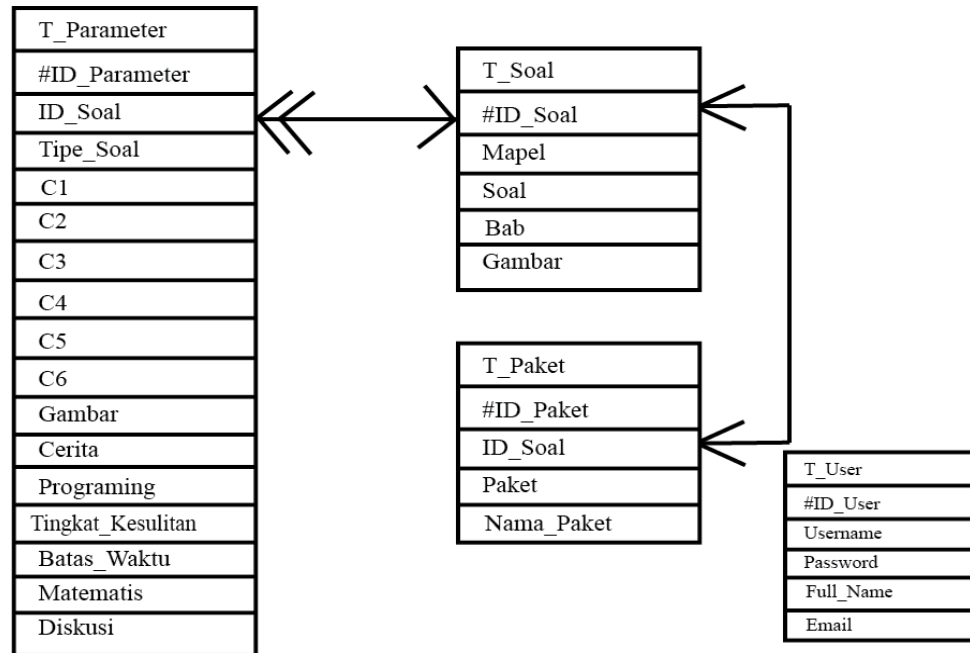 T_Parameter
#ID_Parameter
ID_Soal
Tipe_Soal
C1
C2
C3
C4
C5
C6
Gambar
Cerita
Programing
Tingkat_Kesulitan
Batas_Waktu
Matematis
Diskusi
T_Soal
#ID_Soal
Mapel
Soal
Bab
Gambar
T_Paket
#ID_Paket
ID_Soal
Paket
Nama_Paket
T_User
#ID_User
Username
Password
Full_Name
Email